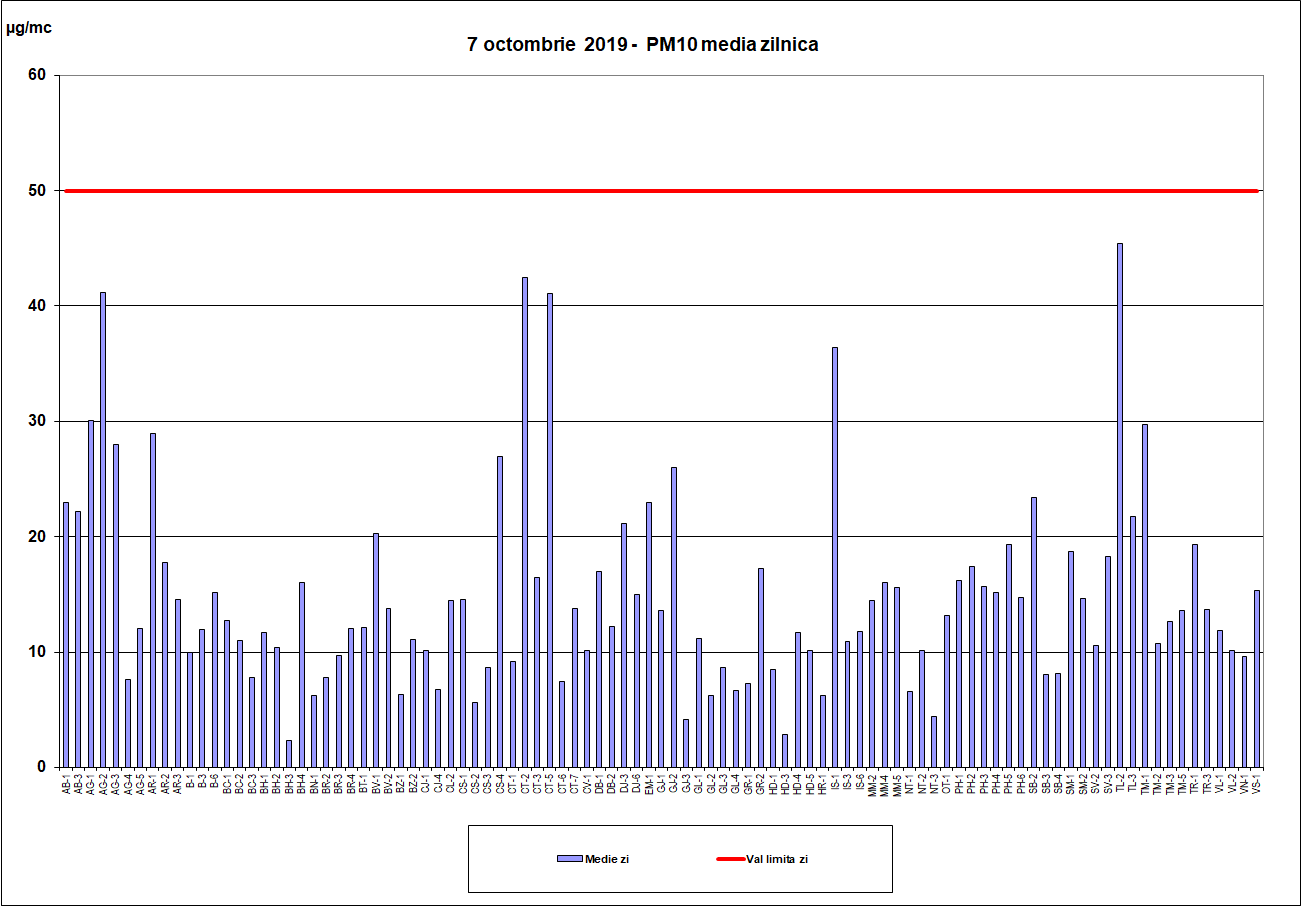 µg/mc
7 octombrie 2019 - PM10 media zilnica
60
50
40
30
20
10
0
AB-1 AB-3 AG-1 AG-2 AG-3 AG-4 AG-5 AR-1 AR-2 AR-3 B-1 B-3 B-6 BC-1 BC-2 BC-3 BH-1 BH-2 BH-3 BH-4 BN-1 BR-2 BR-3 BR-4 BT-1 BV-1 BV-2 BZ-1 BZ-2 CJ-1 CJ-4 CL-2 CS-1 CS-2 CS-3 CS-4 CT-1 CT-2 CT-3 CT-5 CT-6 CT-7 CV-1 DB-1 DB-2 DJ-3 DJ-6 EM-1 GJ-1 GJ-2 GJ-3 GL-1 GL-2 GL-3 GL-4 GR-1 GR-2 HD-1 HD-3 HD-4 HD-5 HR-1 IS-1 IS-3 IS-6 MM-2 MM-4 MM-5 NT-1 NT-2 NT-3 OT-1 PH-1 PH-2 PH-3 PH-4 PH-5 PH-6 SB-2 SB-3 SB-4 SM-1 SM-2 SV-2 SV-3 TL-2 TL-3 TM-1 TM-2 TM-3 TM-5 TR-1 TR-3 VL-1 VL-2 VN-1 VS-1
Medie zi
Val limita zi